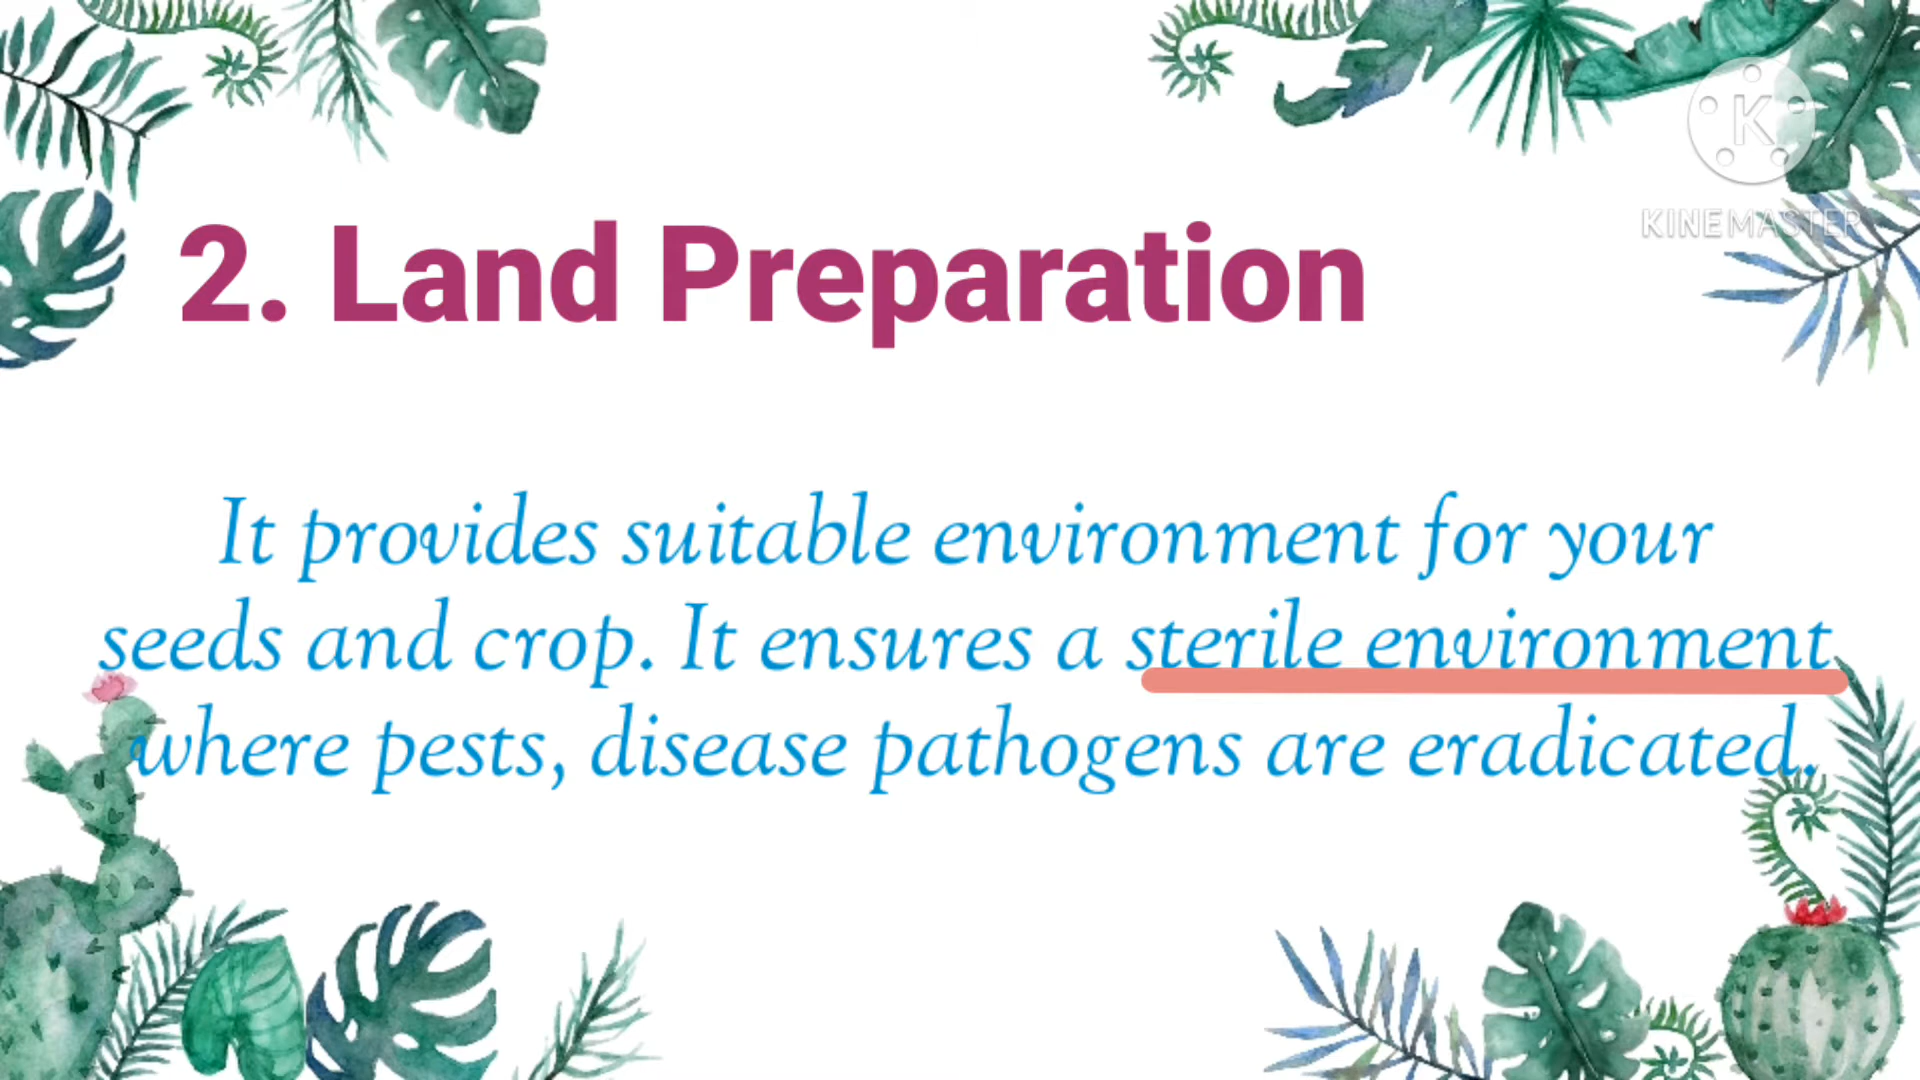 K
KINEMASTER
2. Land Preparation
It provides suitable environment for your
seeds and crop. It ensures a sterile environment
where pests, disease pathogens are eradicated.